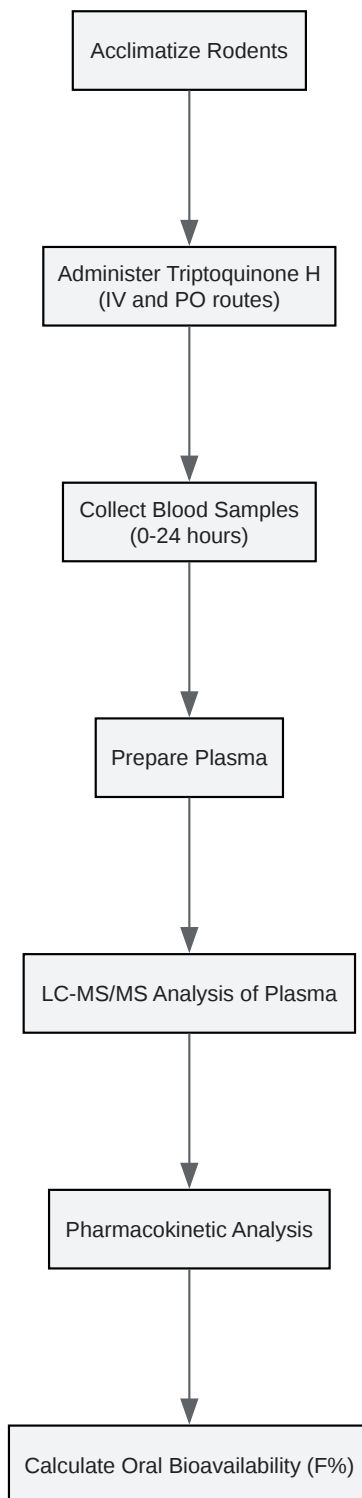 Acclimatize Rodents
Administer Triptoquinone H
(IV and PO routes)
Collect Blood Samples
(0-24 hours)
Prepare Plasma
LC-MS/MS Analysis of Plasma
Pharmacokinetic Analysis
Calculate Oral Bioavailability (F%)